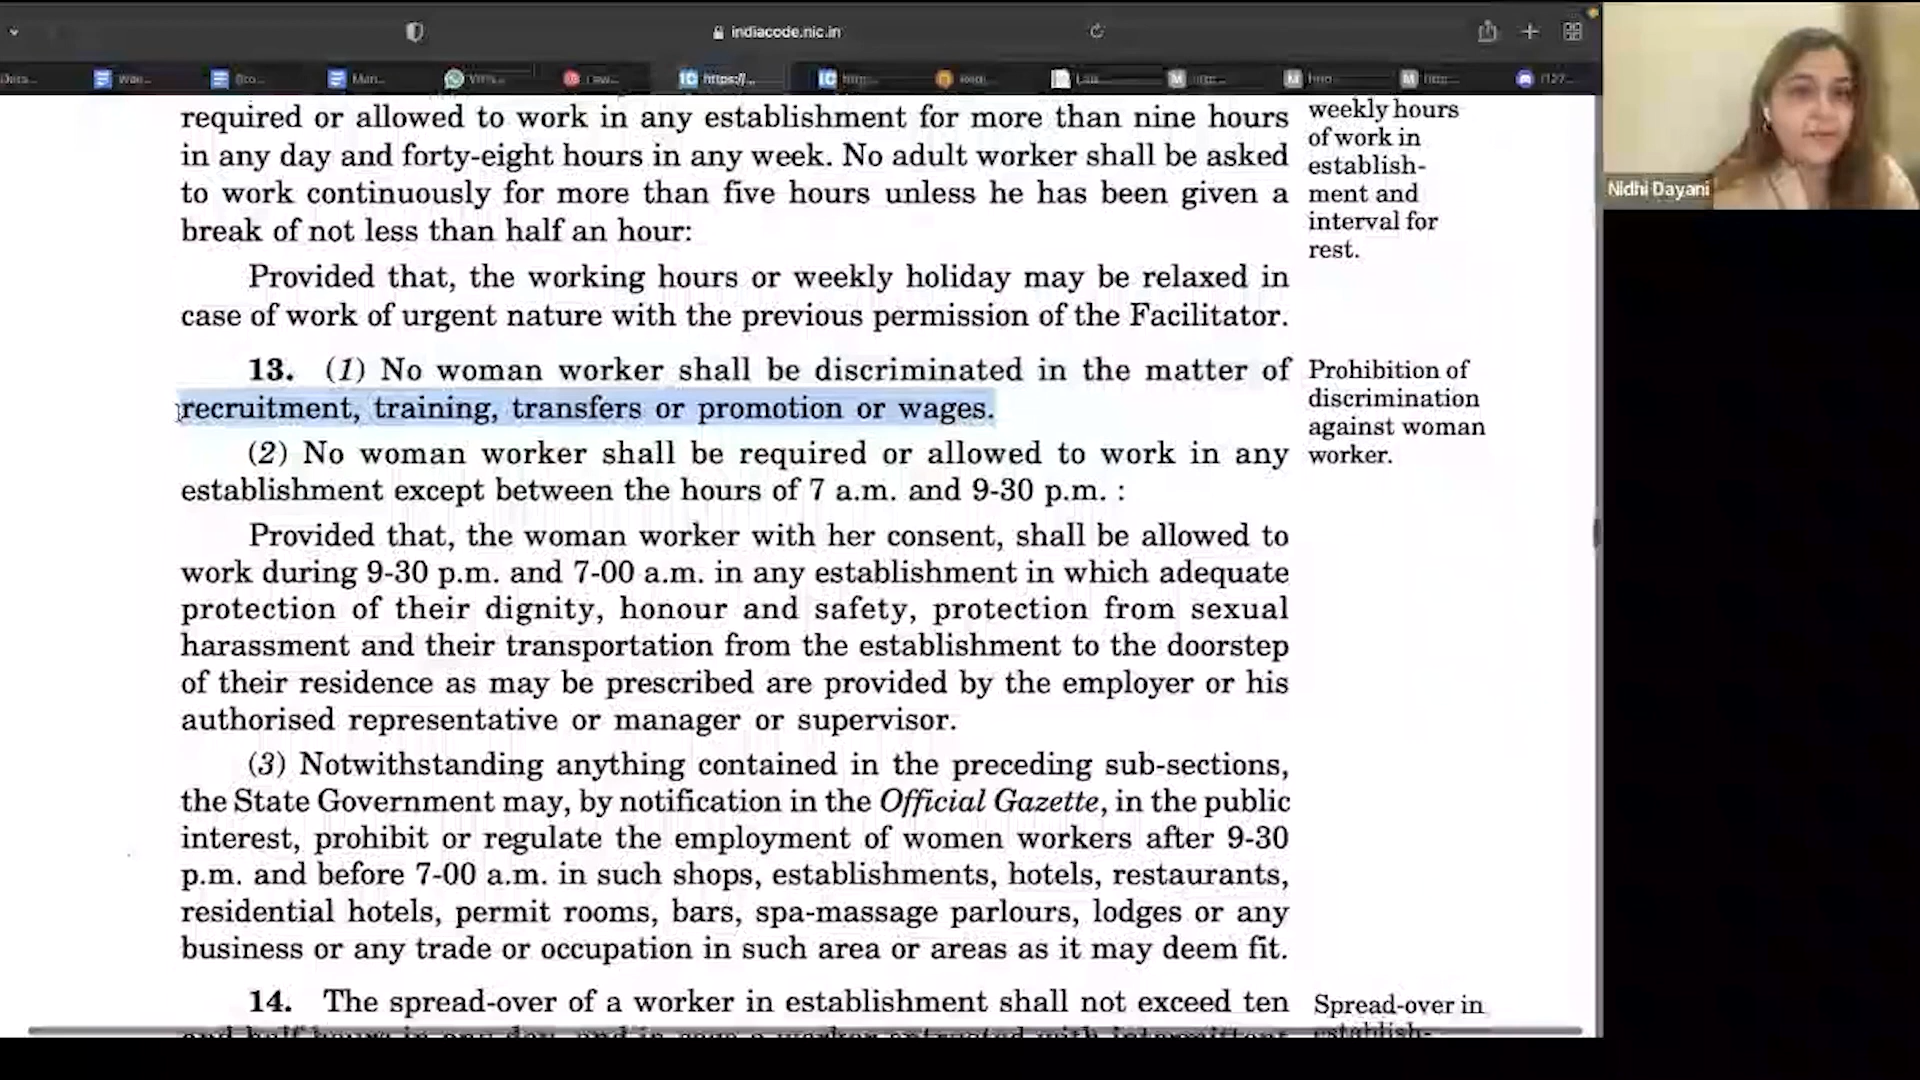 indiacode.nic.in
https://...
required or allowed to work in any establishment for more than nine hours
in any day and forty-eight hours in any week. No adult worker shall be asked
to work continuously for more than five hours unless he has been given a
break of not less than half an hour:
weekly hours
of work in
establish-
ment and
interval for
rest.
Nidhi Dayani
Provided that, the working hours or weekly holiday may be relaxed in
case of work of urgent nature with the previous permission of the Facilitator.
13. (1) No woman worker shall be discriminated in the matter of
recruitment, training, transfers or promotion or wages.
Prohibition of
discrimination
against woman
worker.
(2) No woman worker shall be required or allowed to work in any
establishment except between the hours of 7 a.m. and 9-30 p.m. :
Provided that, the woman worker with her consent, shall be allowed to
work during 9-30 p.m. and 7-00 a.m. in any establishment in which adequate
protection of their dignity, honour and safety, protection from sexual
harassment and their transportation from the establishment to the doorstep
of their residence as may be prescribed are provided by the employer or his
authorised representative or manager or supervisor.
(3) Notwithstanding anything contained in the preceding sub-sections,
the State Government may, by notification in the Official Gazette, in the public
interest, prohibit or regulate the employment of women workers after 9-30
p.m. and before 7-00 a.m. in such shops, establishments, hotels, restaurants,
residential hotels, permit rooms, bars, spa-massage parlours, lodges or any
business or any trade or occupation in such area or areas as it may deem fit.
14. The spread-over of a worker in establishment shall not exceed ten
Spread-over in
establish-